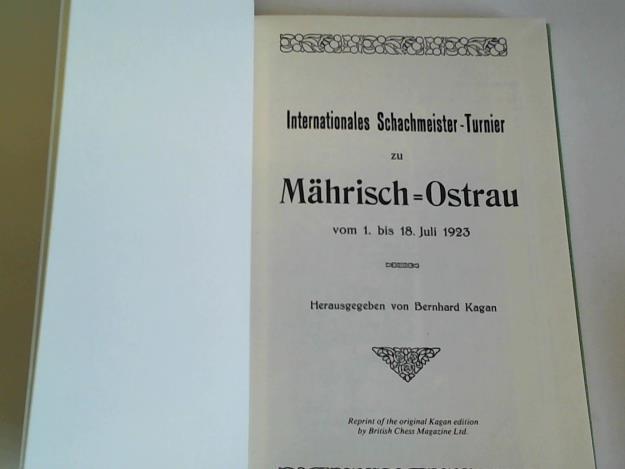 Internationales Schachmeister-Turnier
zu
Mährisch=Ostrau
vom 1. bis 18. Juli 1923
Herausgegeben von Bernhard Kagan
Reprint of the original Kagan edition
by British Chess Magazine Ltd.